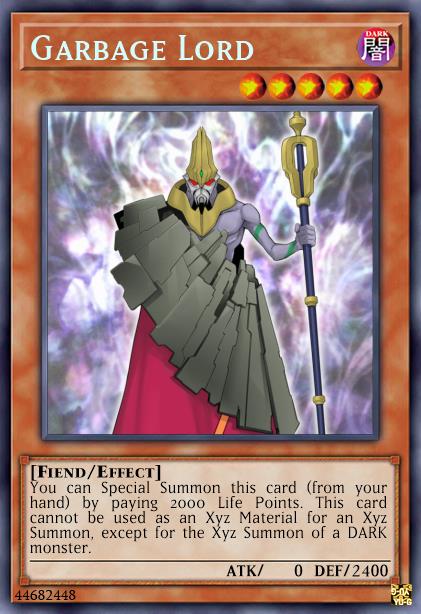 Garbage Lord
DARK
闇
[Fiend/Effect]
You can Special Summon this card (from your
hand) by paying 2000 Life Points. This card
cannot be used as an Xyz Material for an Xyz
Summon, except for the Xyz Summon of a DARK
monster.
ATK/ 0 DEF/2400
44682448